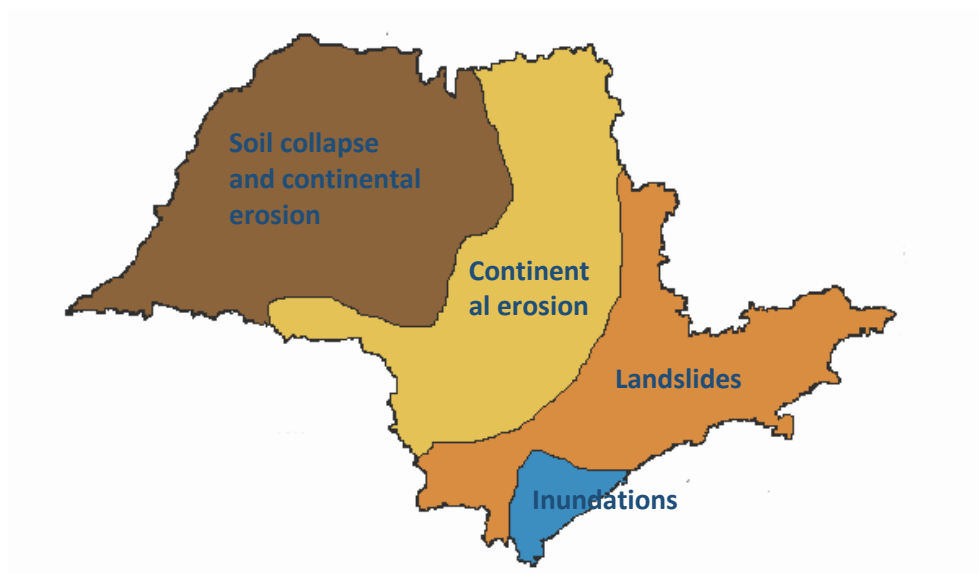 Soil collapse
and continental
erosion
Continent
al erosion
Landslides
Inundations